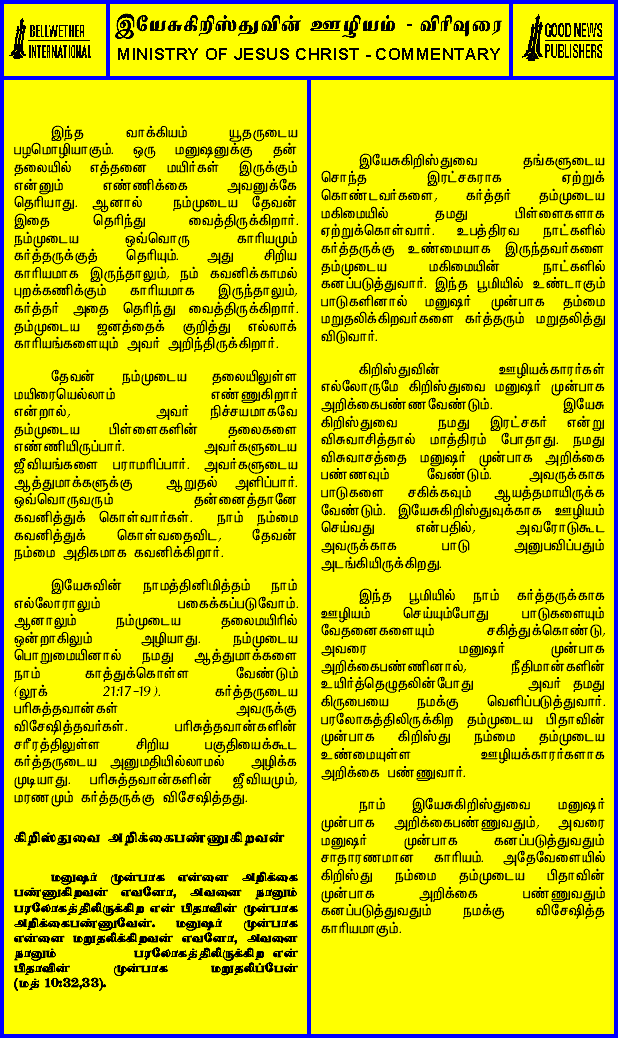 BELLWETHER
INTERNATIONAL
இயேசுகிறிஸ்துவின் ஊழியம் - விரிவுரை
MINISTRY OF JESUS CHRIST - COMMENTARY
GOOD NEWS
PUBLISHERS
இந்த வாக்கியம் யூதருடைய
பழமொழியாகும். ஒரு மனுஷனுக்கு தன்
தலையில் எத்தனை மயிர்கள் இருக்கும்
என்னும் எண்ணிக்கை அவனுக்கே
தெரியாது. ஆனால் நம்முடைய தேவன்
இதை தெரிந்து வைத்திருக்கிறார்.
நம்முடைய ஒவ்வொரு காரியமும்
கர்த்தருக்குத் தெரியும். அது சிறிய
காரியமாக இருந்தாலும், நம் கவனிக்காமல்
புறக்கணிக்கும் காரியமாக இருந்தாலும்,
கர்த்தர் அதை தெரிந்து வைத்திருக்கிறார்.
தம்முடைய ஜனத்தைக் குறித்து எல்லாக்
காரியங்களையும் அவர் அறிந்திருக்கிறார்.
தேவன் நம்முடைய தலையிலுள்ள
மயிரையெல்லாம் எண்ணுகிறார்
என்றால், அவர் நிச்சயமாகவே
தம்முடைய பிள்ளைகளின் தலைகளை
எண்ணியிருப்பார். அவர்களுடைய
ஜீவியங்களை பராமரிப்பார். அவர்களுடைய
ஆத்துமாக்களுக்கு ஆறுதல் அளிப்பார்.
ஒவ்வொருவரும் தன்னைத்தானே
கவனித்துக் கொள்வார்கள். நாம் நம்மை
கவனித்துக் கொள்வதைவிட, தேவன்
நம்மை அதிகமாக கவனிக்கிறார்.
இயேசுவின் நாமத்தினிமித்தம் நாம்
எல்லோராலும் பகைக்கப்படுவோம்.
ஆனாலும் நம்முடைய தலைமயிரில்
ஒன்றாகிலும் அழியாது. நம்முடைய
பொறுமையினால் நமது ஆத்துமாக்களை
நாம் காத்துக்கொள்ள வேண்டும்
(லூக் 21:17-19). கர்த்தருடைய
பரிசுத்தவான்கள் அவருக்கு
விசேஷித்தவர்கள். பரிசுத்தவான்களின்
சரீரத்திலுள்ள சிறிய பகுதியைக்கூட
கர்த்தருடைய அனுமதியில்லாமல் அழிக்க
முடியாது. பரிசுத்தவான்களின் ஜீவியமும்,
மரணமும் கர்த்தருக்கு விசேஷித்தது.
கிறிஸ்துவை அறிக்கைபண்ணுகிறவன்
மனுஷர் முன்பாக என்னை அறிக்கை
பண்ணுகிறவன் எவனோ, அவனை நானும்
பரலோகத்திலிருக்கிற என் பிதாவின் முன்பாக
அறிக்கைபண்ணுவேன். மனுஷர் முன்பாக
என்னை மறுதலிக்கிறவன் எவனோ, அவனை
நானும் பரலோகத்திலிருக்கிற என்
பிதாவின் முன்பாக மறுதலிப்பேன்
(மத் 10:32,33).
இயேசுகிறிஸ்துவை தங்களுடைய
சொந்த இரட்சகராக ஏற்றுக்
கொண்டவர்களை, கர்த்தர் தம்முடைய
மகிமையில் தமது பிள்ளைகளாக
ஏற்றுக்கொள்வார். உபத்திரவ நாட்களில்
கர்த்தருக்கு உண்மையாக இருந்தவர்களை
தம்முடைய மகிமையின் நாட்களில்
கனப்படுத்துவார். இந்த பூமியில் உண்டாகும்
பாடுகளினால் மனுஷர் முன்பாக தம்மை
மறுதலிக்கிறவர்களை கர்த்தரும் மறுதலித்து
விடுவார்.
கிறிஸ்துவின் ஊழியக்காரர்கள்
எல்லோருமே கிறிஸ்துவை மனுஷர் முன்பாக
அறிக்கைபண்ணவேண்டும். இயேசு
கிறிஸ்துவை நமது இரட்சகர் என்று
விசுவாசித்தால் மாத்திரம் போதாது. நமது
விசுவாசத்தை மனுஷர் முன்பாக அறிக்கை
பண்ணவும் வேண்டும். அவருக்காக
பாடுகளை சகிக்கவும் ஆயத்தமாயிருக்க
வேண்டும். இயேசுகிறிஸ்துவுக்காக ஊழியம்
செய்வது என்பதில், அவரோடுகூட
அவருக்காக பாடு அனுபவிப்பதும்
அடங்கியிருக்கிறது.
இந்த பூமியில் நாம் கர்த்தருக்காக
ஊழியம் செய்யும்போது பாடுகளையும்
வேதனைகளையும் சகித்துக்கொண்டு,
அவரை மனுஷர் முன்பாக
அறிக்கைபண்ணினால், நீதிமான்களின்
உயிர்த்தெழுதலின்போது அவர் தமது
கிருபையை நமக்கு வெளிப்படுத்துவார்.
பரலோகத்திலிருக்கிற தம்முடைய பிதாவின்
முன்பாக கிறிஸ்து நம்மை தம்முடைய
உண்மையுள்ள ஊழியக்காரர்களாக
அறிக்கை பண்ணுவார்.
நாம் இயேசுகிறிஸ்துவை மனுஷர்
முன்பாக அறிக்கைபண்ணுவதும், அவரை
மனுஷர் முன்பாக கனப்படுத்துவதும்
சாதாரணமான காரியம். அதேவேளையில்
கிறிஸ்து நம்மை தம்முடைய பிதாவின்
முன்பாக அறிக்கை பண்ணுவதும்
கனப்படுத்துவதும் நமக்கு விசேஷித்த
காரியமாகும்.